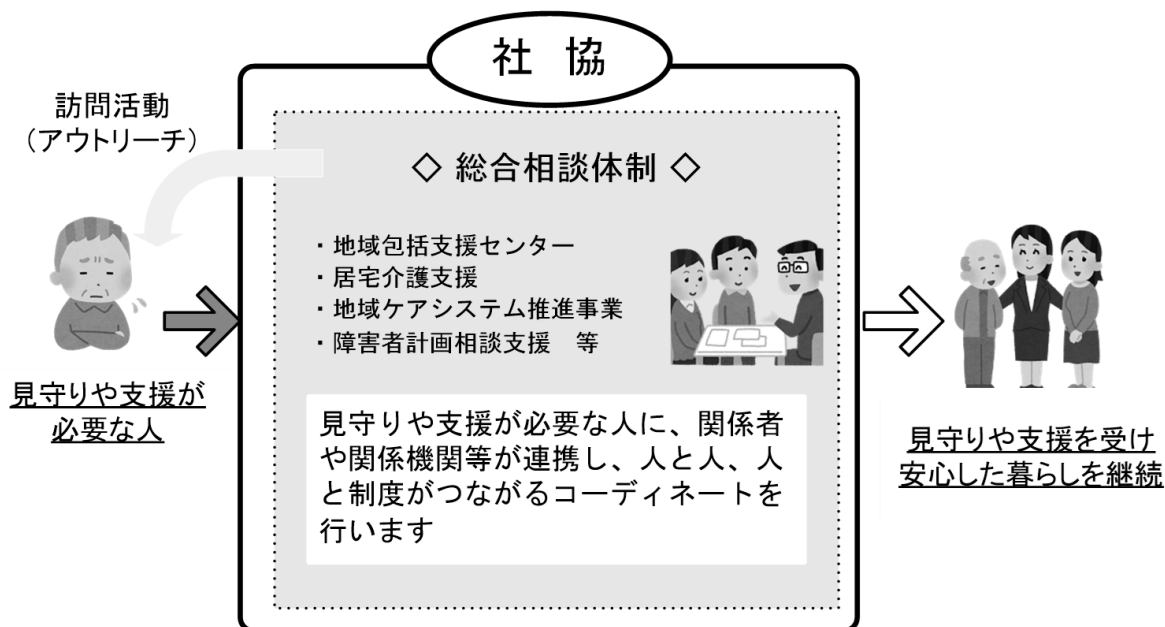 社 協
訪問活動
（アウトリーチ）
◇ 総合相談体制 ◇
・地域包括支援センター
・居宅介護支援
・地域ケアシステム推進事業
・障害者計画相談支援　等
見守りや支援が
必要な人
見守りや支援が必要な人に、関係者
や関係機関等が連携し、人と人、人
と制度がつながるコーディネートを
行います
見守りや支援を受け
安心した暮らしを継続